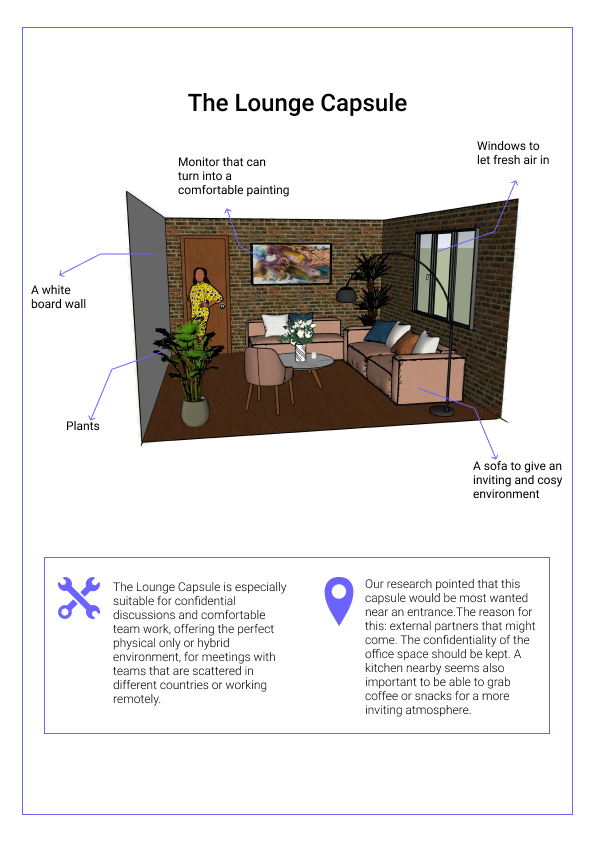 The Lounge Capsule
Windows to
let fresh air in
Monitor that can
turn into a
comfortable painting
A white
board wall
Plants
A sofa to give an
inviting and cosy
environment
The Lounge Capsule is especially
suitable for confidential
discussions and comfortable
team work, offering the perfect
physical only or hybrid
environment, for meetings with
teams that are scattered in
different countries or working
remotely.
Our research pointed that this
capsule would be most wanted
near an entrance.The reason for
this: external partners that might
come. The confidentiality of the
office space should be kept. A
kitchen nearby seems also
important to be able to grab
coffee or snacks for a more
inviting atmosphere.